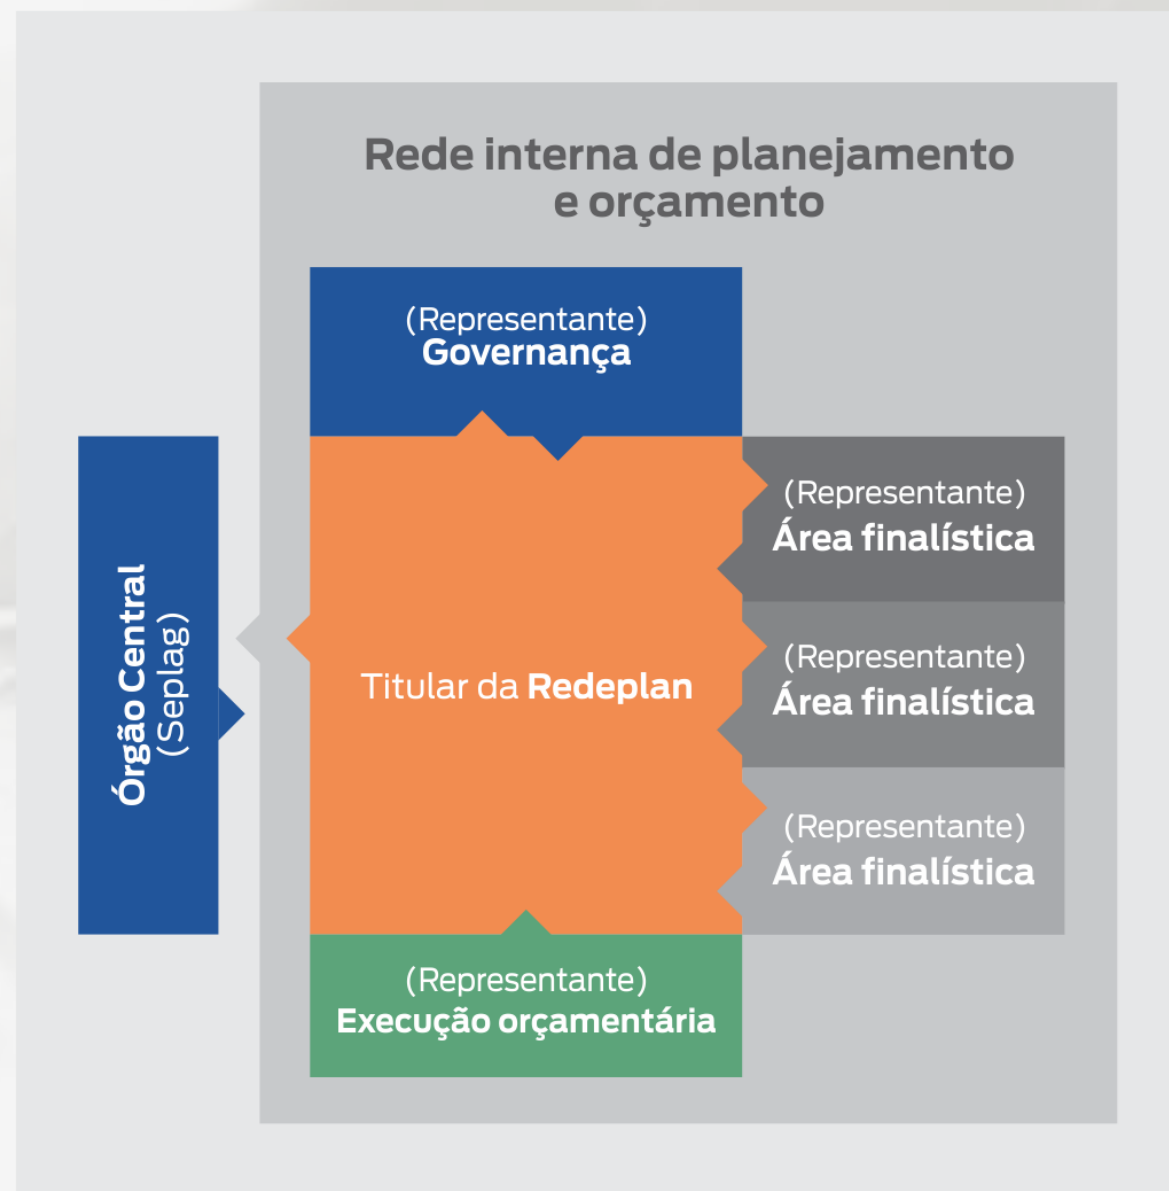 Rede interna de planejamento
e orçamento
(Representante)
Governança
Órgão Central
(Seplag)
Titular da Redeplan
(Representante)
Área finalística
(Representante)
Área finalística
(Representante)
Área finalística
(Representante)
Execução orçamentária